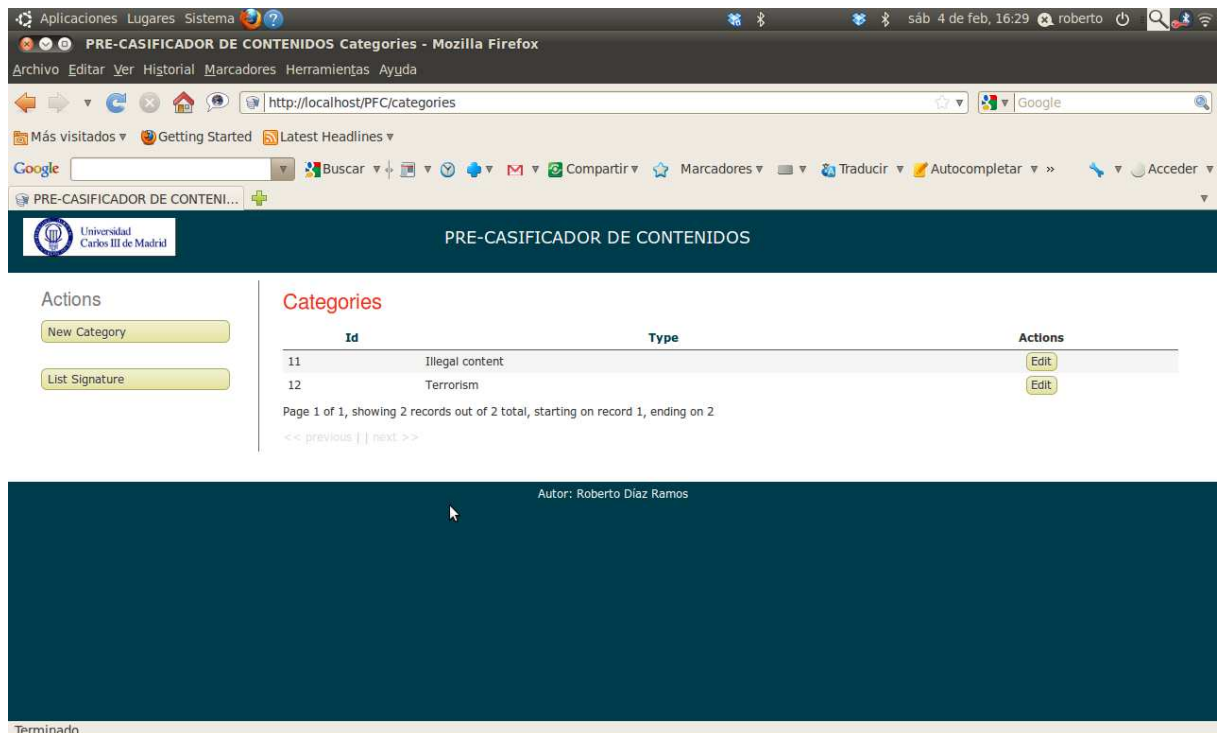 Aplicaciones Lugares Sistema sáb 4 de feb, 16:29 roberto
PRE-CASIFICADOR DE CONTENIDOS Categories - Mozilla Firefox
Archivo Editar Ver Historial Marcadores Herramientas Ayuda
http://localhost/PFC/categories Google
Más visitados Getting Started Latest Headlines
Google Buscar Compartir Marcadores Traducir Autocompletar » Acceder
PRE-CASIFICADOR DE CONTENI...
Universidad
Carlos III de Madrid
PRE-CASIFICADOR DE CONTENIDOS
Actions
New Category
List Signature
Categories
Id Type Actions
11 Illegal content Edit
12 Terrorism Edit
Page 1 of 1, showing 2 records out of 2 total, starting on record 1, ending on 2
<< previous | | next >>
Autor: Roberto Díaz Ramos
Terminado